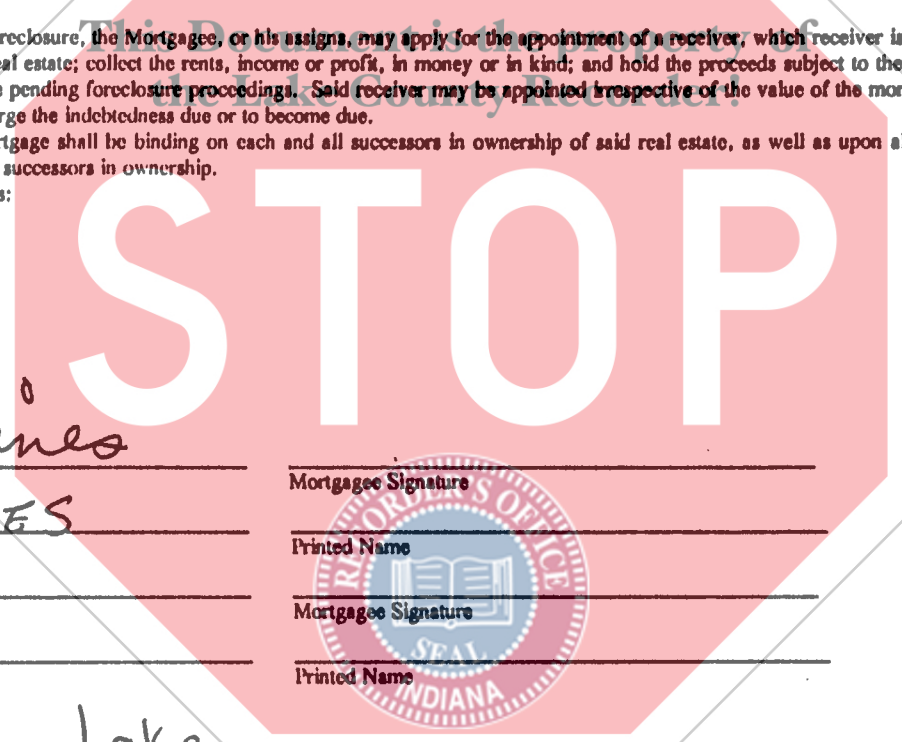 This Document is the property of
reclosure, the Mortgagee, or his assigns, may apply for the appointment of a receiver, which receiver
eal estate; collect the rents, income or profit, in money or in kind; and hold the proceeds subject to the
the Lake County Recorder!
pending foreclosure proceedings. Said receiver may be appointed irrespective of the value of the mor
rge the indebtedness due or to become due.
rtgage shall be binding on each and all successors in ownership of said real estate, as well as upon a
successors in ownership.
s:
STOP
nes
Mortgagee Signature
ES
Printed Name
Mortgagee Signature
Printed Name
RECORDER'S OFFICE
SEAL
INDIANA
Lake